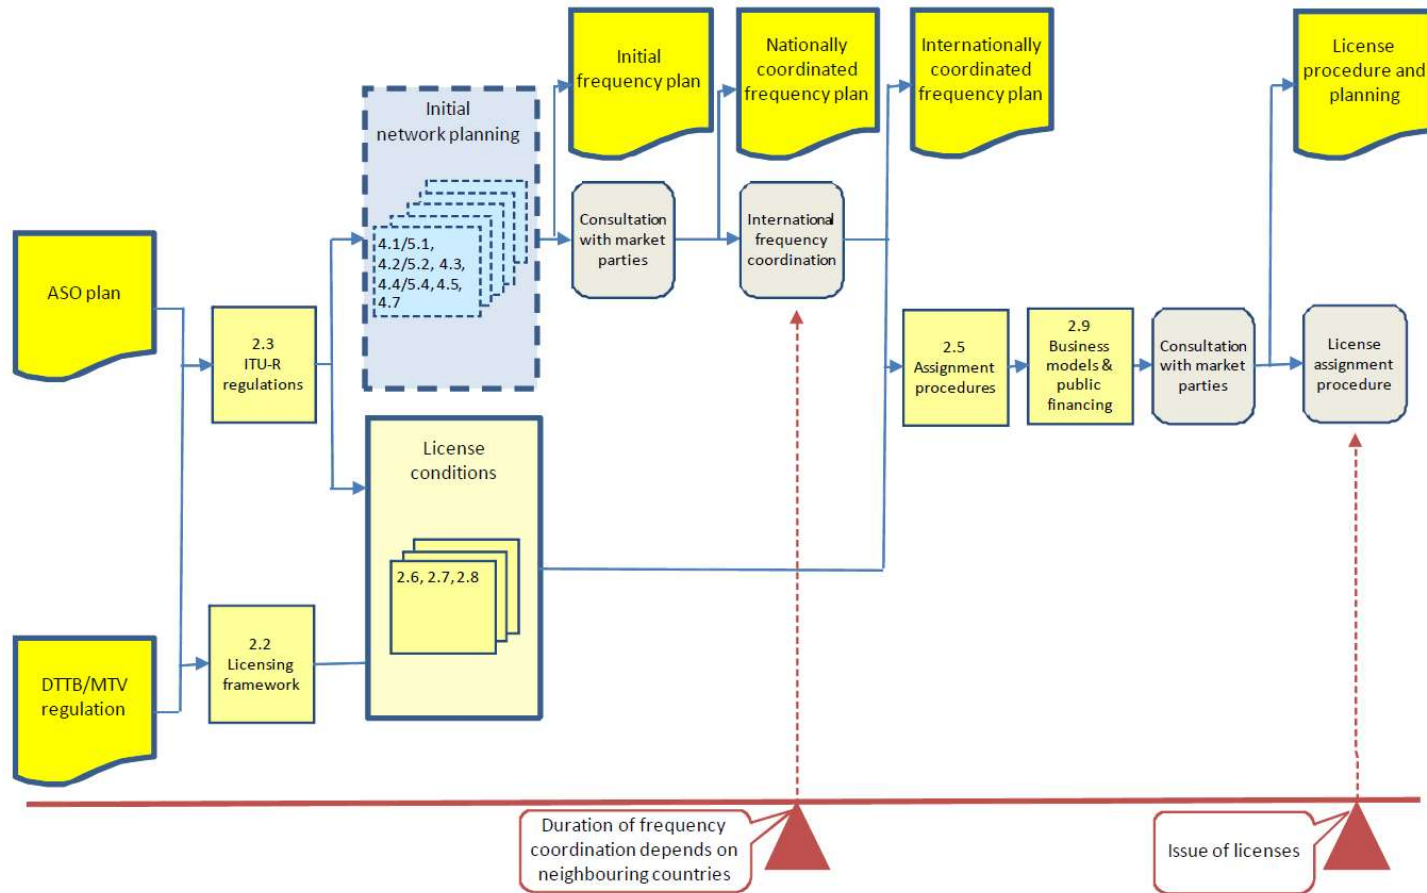 Initial
frequency plan
Nationally
coordinated
frequency plan
Internationally
coordinated
frequency plan
License
procedure and
planning
Initial
network planning
4.1/5.1,
4.2/5.2, 4.3,
4.4/5.4, 4.5,
4.7
Consultation
with market
parties
International
frequency
coordination
ASO plan
2.3
ITU-R
regulations
2.5
Assignment
procedures
2.9
Business
models &
public
financing
Consultation
with market
parties
License
assignment
procedure
License
conditions
2.6, 2.7, 2.8
DTTB/MTV
regulation
2.2
Licensing
framework
Duration of frequency
coordination depends on
neighbouring countries
Issue of licenses